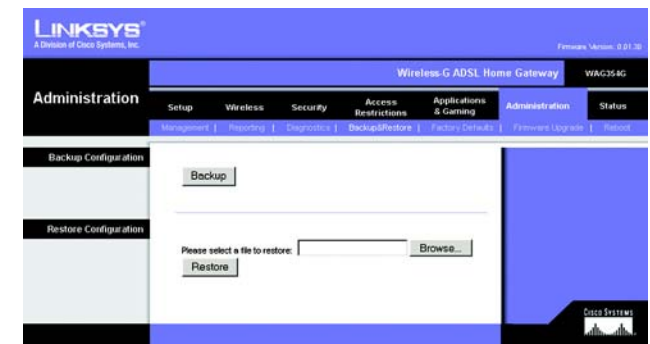 LINKSYS®
A Division of Cisco Systems, Inc.
Firmware Version: 0.01.30
Wireless-G ADSL Home Gateway WAG354G
Administration
Setup Wireless Security Access Restrictions Applications & Gaming Administration Status
Management | Reporting | Diagnostics | Backup&Restore | Factory Defaults | Firmware Upgrade | Reboot
Backup Configuration
Backup
Restore Configuration
Please select a file to restore: Browse...
Restore
CISCO SYSTEMS